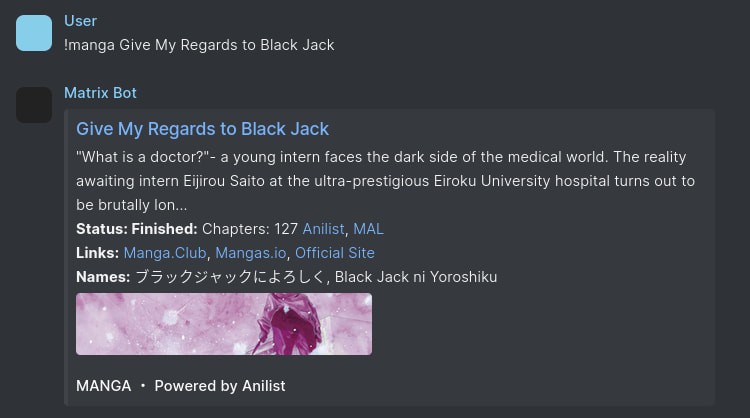 User
!manga Give My Regards to Black Jack
Matrix Bot
Give My Regards to Black Jack
"What is a doctor?"- a young intern faces the dark side of the medical world. The reality
awaiting intern Eijirou Saito at the ultra-prestigious Eiroku University hospital turns out to
be brutally lon...
Status: Finished: Chapters: 127 Anilist, MAL
Links: Manga.Club, Mangas.io, Official Site
Names: ブラックジャックによろしく, Black Jack ni Yoroshiku
MANGA • Powered by Anilist